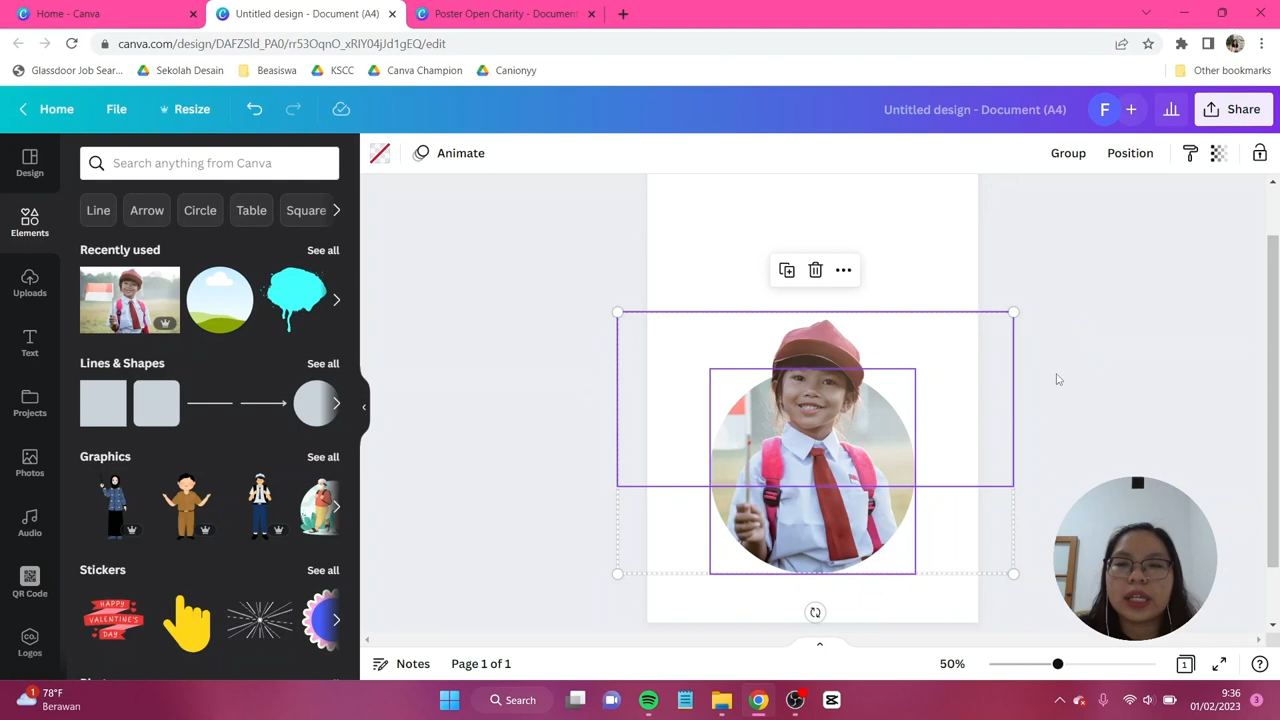 Home - Canva
Untitled design - Document (A4)
Poster Open Charity - Document
canva.com/design/DAFZSld_PA0/rr53OqnO_xRIY04jJd1gEQ/edit
Glassdoor Job Sear...
Sekolah Desain
Beasiswa
KSCC
Canva Champion
Canionyy
Other bookmarks
Home
File
Resize
Untitled design - Document (A4)
F
Share
Design
Elements
Uploads
Text
Projects
Photos
Audio
QR Code
Logos
Search anything from Canva
Line
Arrow
Circle
Table
Square
Recently used
See all
Lines & Shapes
See all
Graphics
See all
Stickers
See all
HAPPY
VALENTINE'S
DAY
Animate
Group
Position
Notes
Page 1 of 1
50%
1
1
78°F
Berawan
Search
9:36
01/02/2023
3